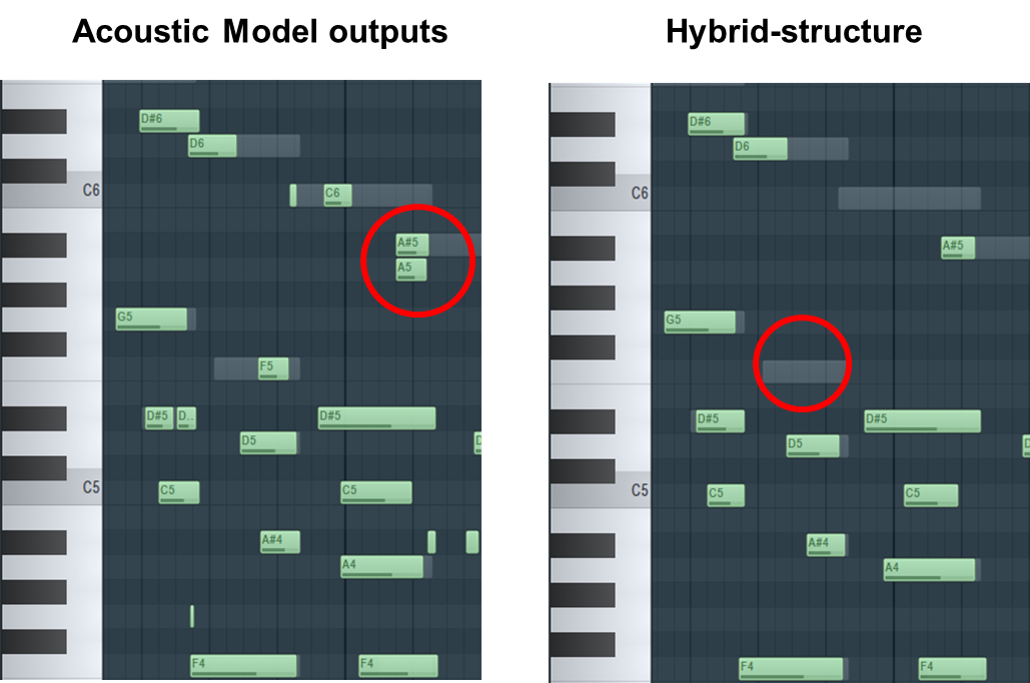 Acoustic Model outputs
Hybrid-structure
D#6
D6
C6
C6
A#5
A5
G5
F5
D#5 D.. D#5
D5 D
C5
C5 C5
A#4
A4
F4 F4
D#6
D6
C6
A#5
G5
D#5 D#5
D5 D
C5
C5 C5
A#4
A4
F4 F4